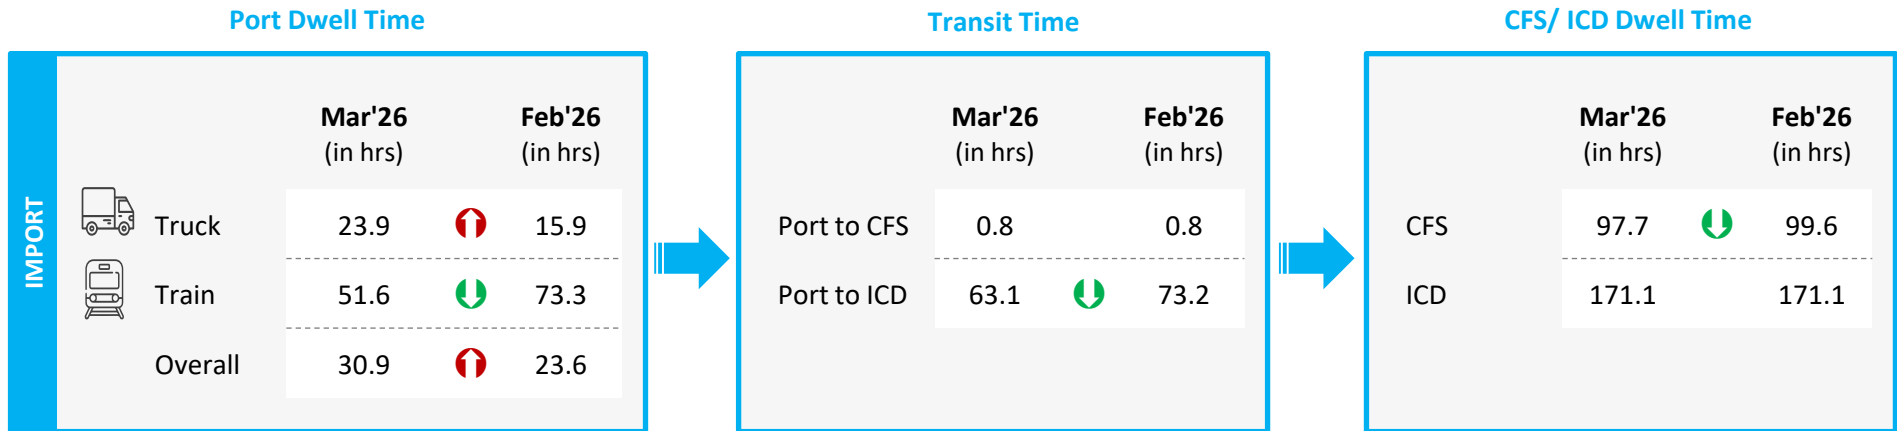 Port Dwell Time
Transit Time
CFS/ ICD Dwell Time
IMPORT
Mar'26 Feb'26
(in hrs) (in hrs)
Truck 23.9 15.9
Train 51.6 73.3
Overall 30.9 23.6
Mar'26 Feb'26
(in hrs) (in hrs)
Port to CFS 0.8 0.8
Port to ICD 63.1 73.2
Mar'26 Feb'26
(in hrs) (in hrs)
CFS 97.7 99.6
ICD 171.1 171.1